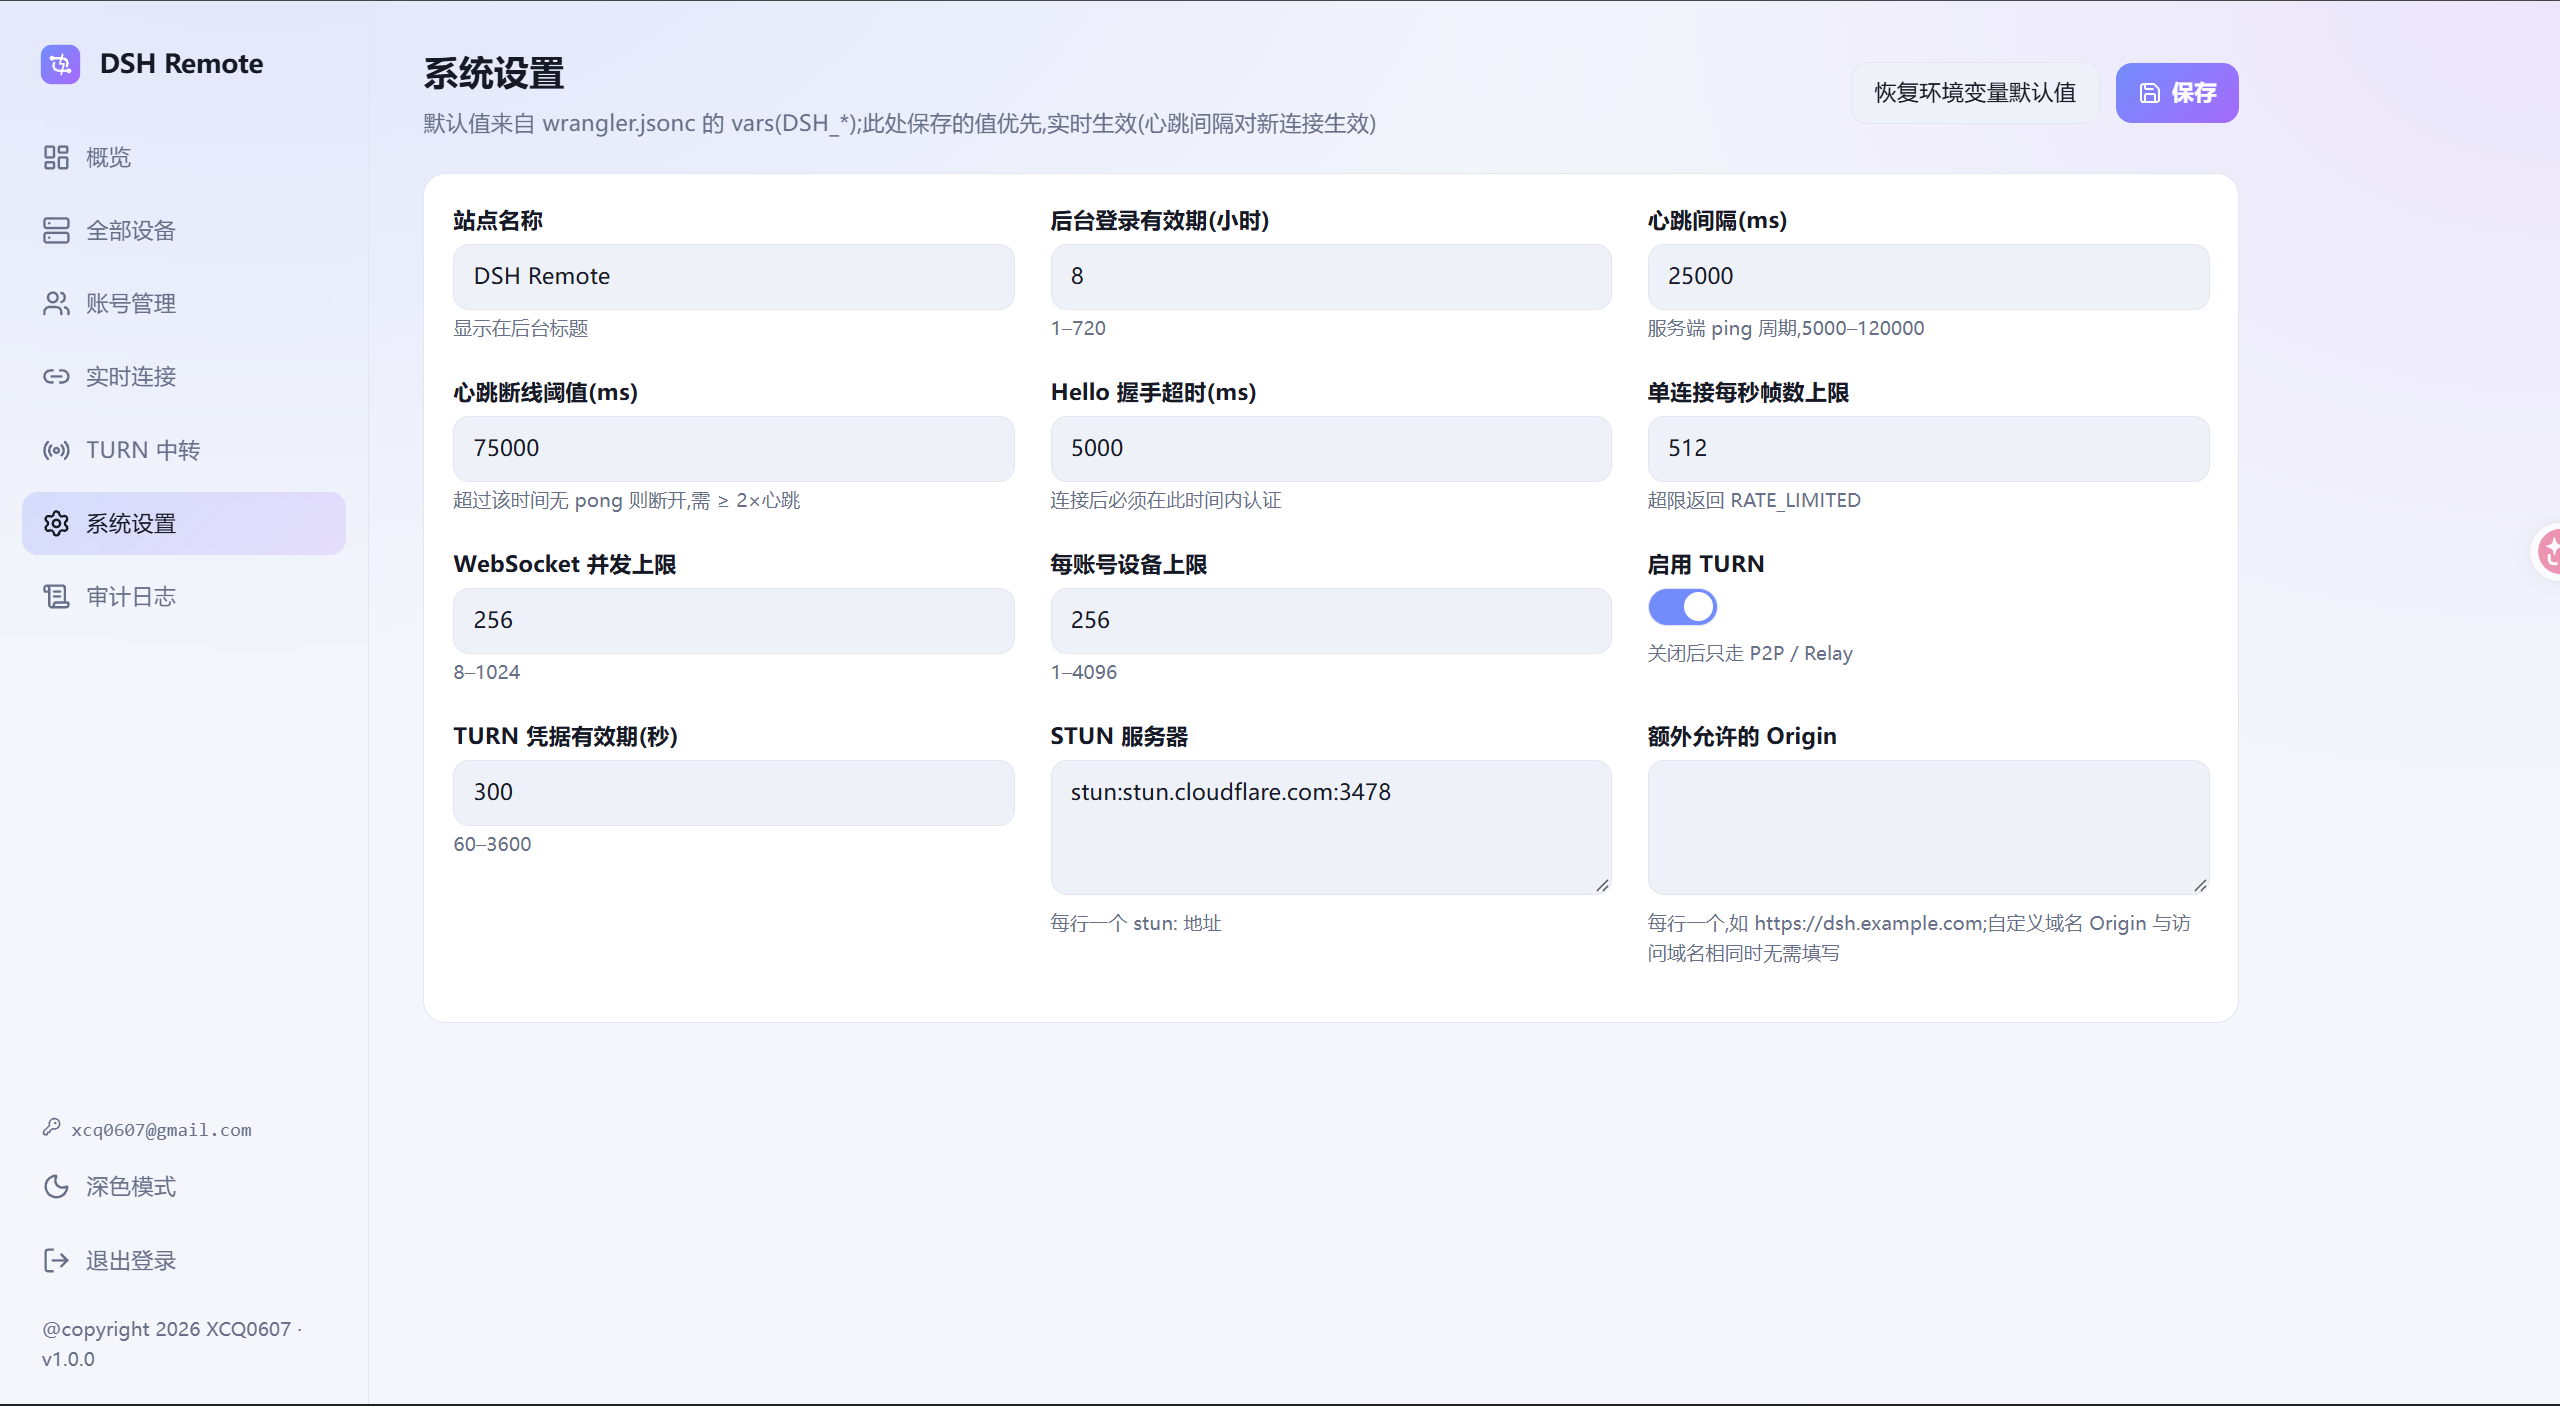 DSH Remote
概览
全部设备
账号管理
实时连接
TURN 中转
系统设置
审计日志
xcq0607@gmail.com
深色模式
退出登录
@copyright 2026 XCQ0607 ·
v1.0.0
系统设置
默认值来自 wrangler.jsonc 的 vars(DSH_*);此处保存的值优先,实时生效(心跳间隔对新连接生效)
恢复环境变量默认值
保存
站点名称
DSH Remote
显示在后台标题
后台登录有效期(小时)
8
1–720
心跳间隔(ms)
25000
服务端 ping 周期,5000–120000
心跳断线阈值(ms)
75000
超过该时间无 pong 则断开,需 ≥ 2×心跳
Hello 握手超时(ms)
5000
连接后必须在此时间内认证
单连接每秒帧数上限
512
超限返回 RATE_LIMITED
WebSocket 并发上限
256
8–1024
每账号设备上限
256
1–4096
启用 TURN
关闭后只走 P2P / Relay
TURN 凭据有效期(秒)
300
60–3600
STUN 服务器
stun:stun.cloudflare.com:3478
每行一个 stun: 地址
额外允许的 Origin
每行一个,如 https://dsh.example.com;自定义域名 Origin 与访
问域名相同时无需填写